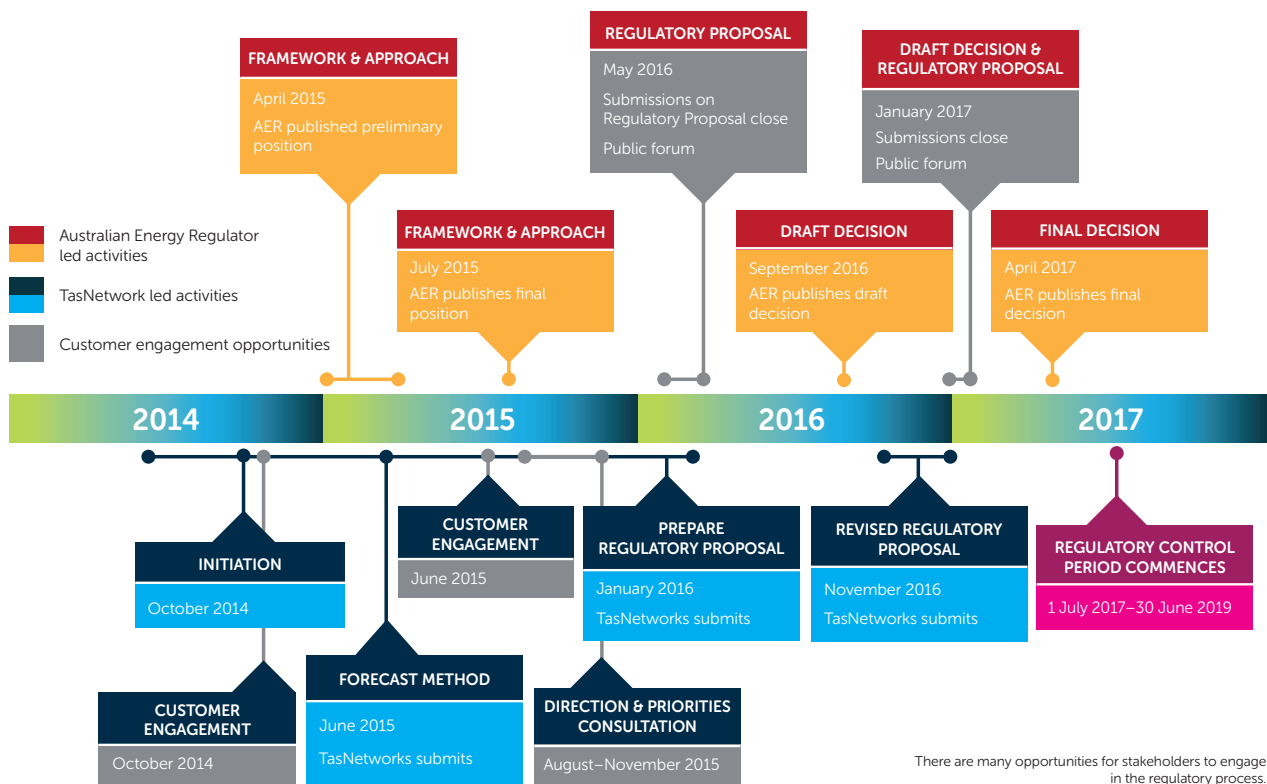 FRAMEWORK & APPROACH
April 2015
AER published preliminary
position
REGULATORY PROPOSAL
May 2016
Submissions on
Regulatory Proposal close
Public forum
DRAFT DECISION &
REGULATORY PROPOSAL
January 2017
Submissions close
Public forum
Australian Energy Regulator
led activities
TasNetwork led activities
Customer engagement opportunities
FRAMEWORK & APPROACH
July 2015
AER publishes final
position
DRAFT DECISION
September 2016
AER publishes draft
decision
FINAL DECISION
April 2017
AER publishes final
decision
2014
2015
2016
2017
INITIATION
October 2014
CUSTOMER
ENGAGEMENT
June 2015
PREPARE
REGULATORY PROPOSAL
January 2016
TasNetworks submits
REVISED REGULATORY
PROPOSAL
November 2016
TasNetworks submits
REGULATORY CONTROL
PERIOD COMMENCES
1 July 2017–30 June 2019
CUSTOMER
ENGAGEMENT
October 2014
FORECAST METHOD
June 2015
TasNetworks submits
DIRECTION & PRIORITIES
CONSULTATION
August–November 2015
There are many opportunities for stakeholders to engage
in the regulatory process.